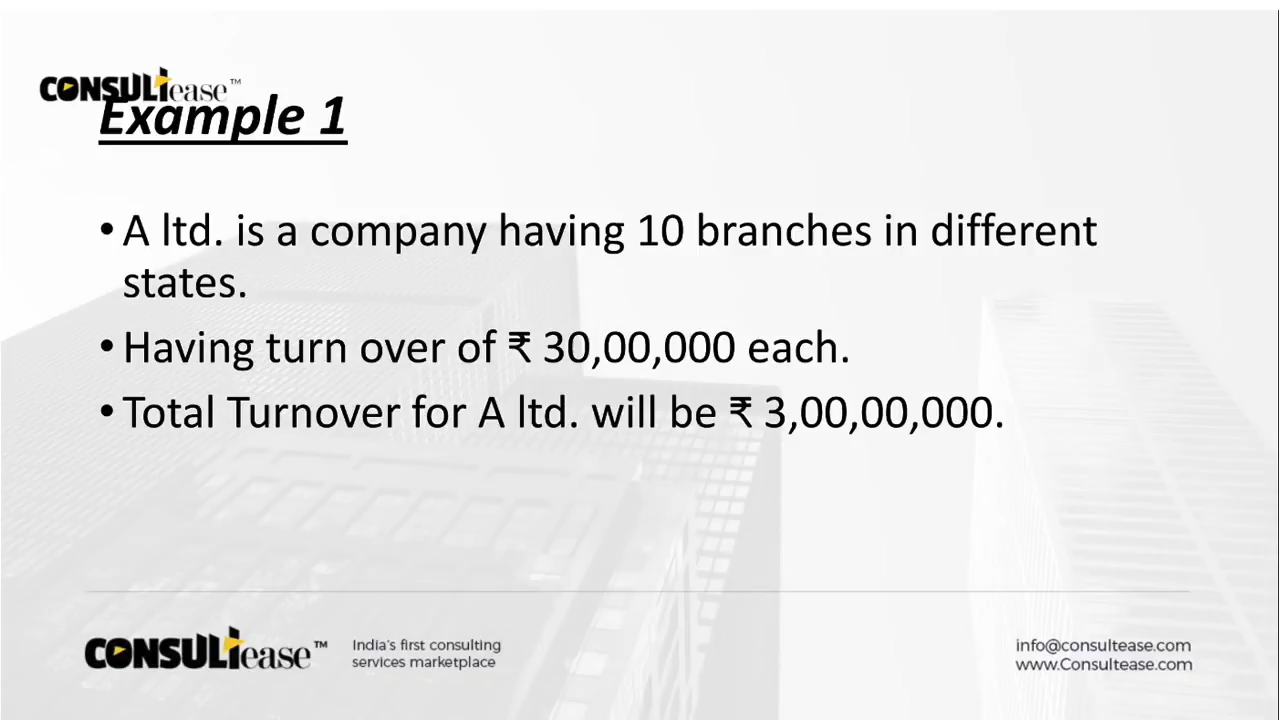 CONSULTease™
Example 1
• A ltd. is a company having 10 branches in different
states.
• Having turn over of ₹ 30,00,000 each.
• Total Turnover for A ltd. will be ₹ 3,00,00,000.
CONSULTease™
India's first consulting
services marketplace
info@consultease.com
www.Consultease.com